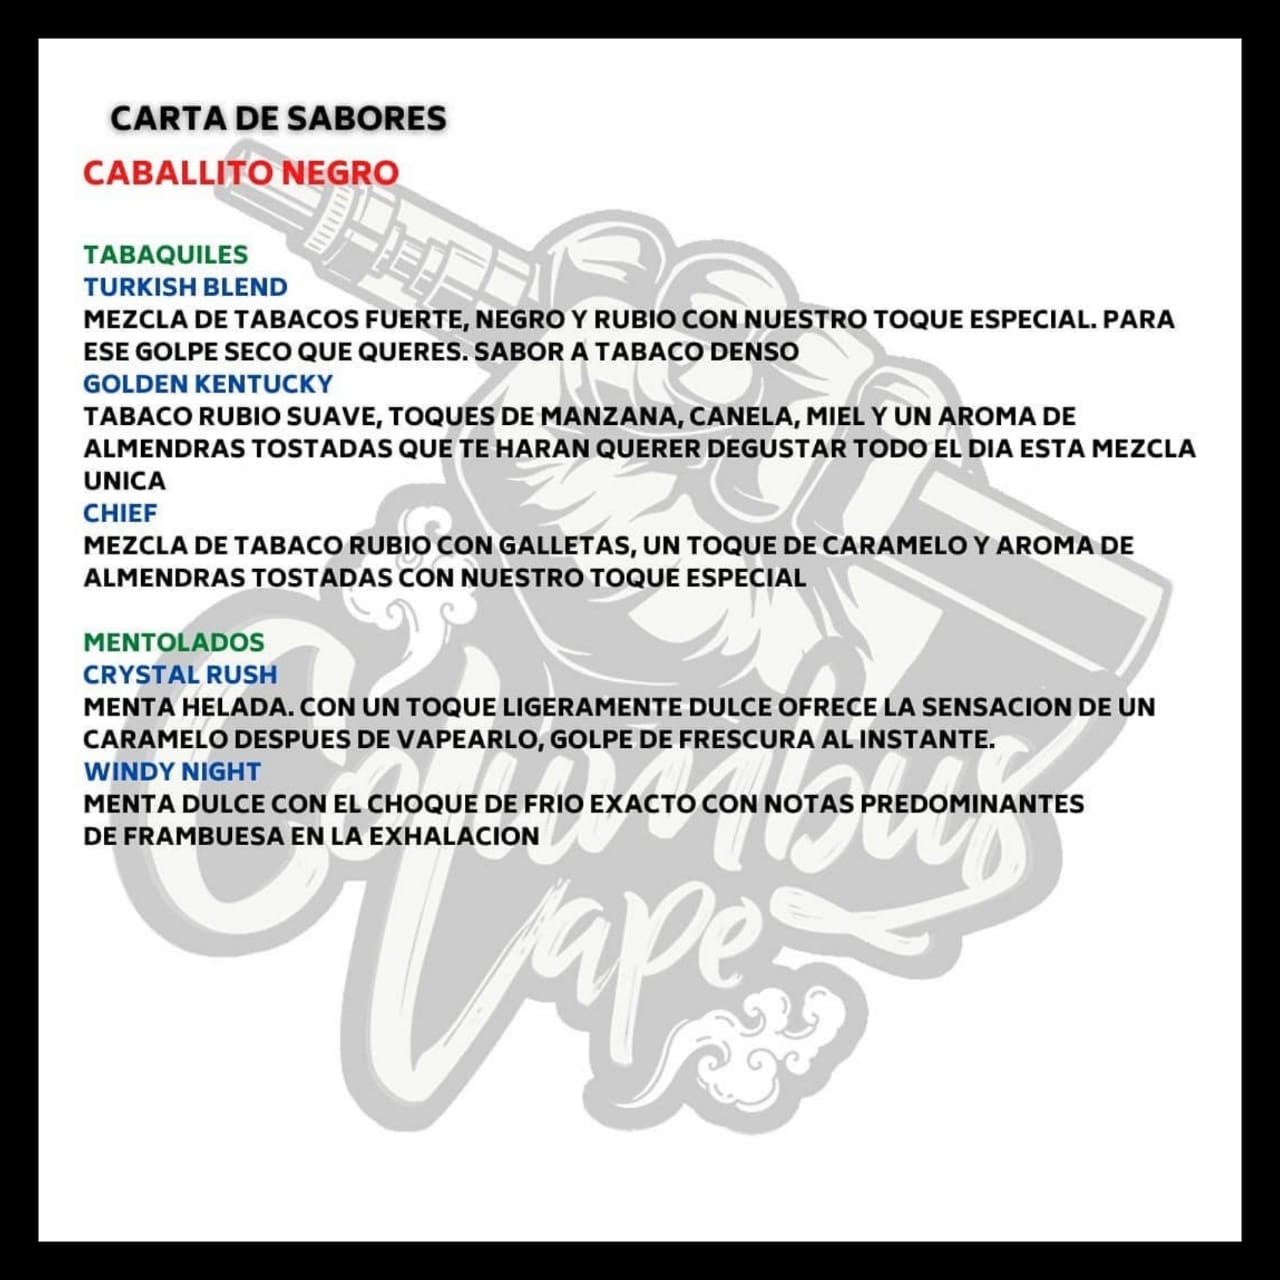 CARTA DE SABORES
CABALLITO NEGRO
TABAQUILES
TURKISH BLEND
MEZCLA DE TABACOS FUERTE, NEGRO Y RUBIO CON NUESTRO TOQUE ESPECIAL. PARA
ESE GOLPE SECO QUE QUERES. SABOR A TABACO DENSO
GOLDEN KENTUCKY
TABACO RUBIO SUAVE, TOQUES DE MANZANA, CANELA, MIEL Y UN AROMA DE
ALMENDRAS TOSTADAS QUE TE HARAN QUERER DEGUSTAR TODO EL DIA ESTA MEZCLA
UNICA
CHIEF
MEZCLA DE TABACO RUBIO CON GALLETAS, UN TOQUE DE CARAMELO Y AROMA DE
ALMENDRAS TOSTADAS CON NUESTRO TOQUE ESPECIAL
MENTOLADOS
CRYSTAL RUSH
MENTA HELADA. CON UN TOQUE LIGERAMENTE DULCE OFRECE LA SENSACION DE UN
CARAMELO DESPUES DE VAPEARLO, GOLPE DE FRESCURA AL INSTANTE.
WINDY NIGHT
MENTA DULCE CON EL CHOQUE DE FRIO EXACTO CON NOTAS PREDOMINANTES
DE FRAMBUESA EN LA EXHALACION
Columbus
Vape